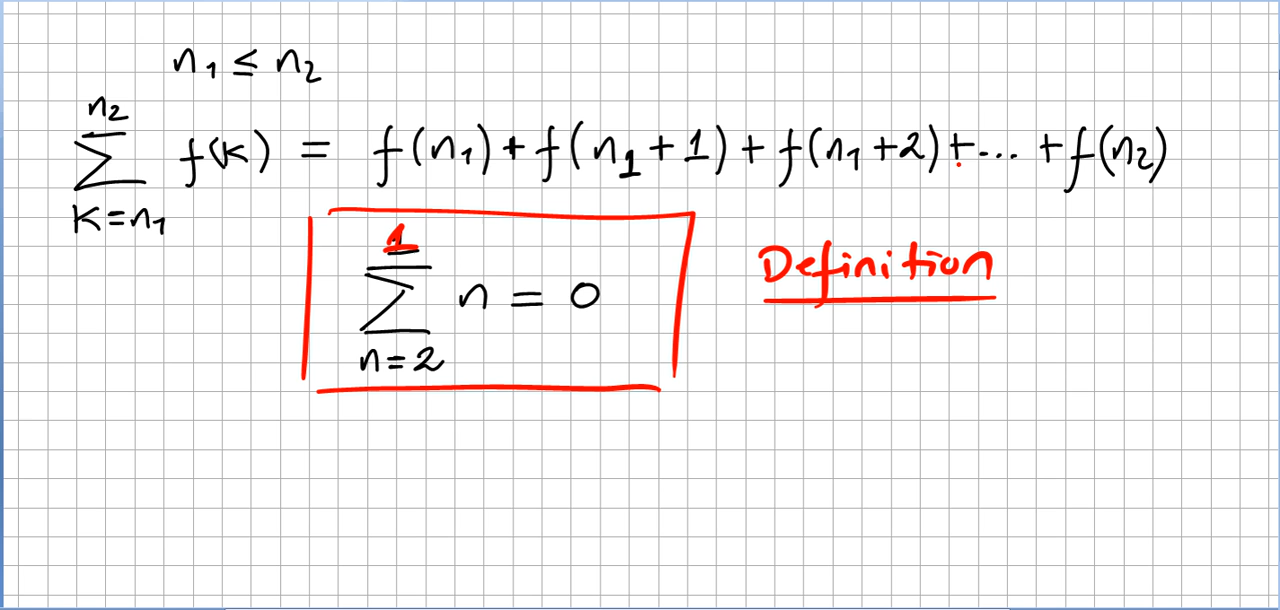 n₁ ≤ n₂
n₂
∑ f(k) = f(n₁) + f(n₁+1) + f(n₁+2) + ... + f(n₂)
k=n₁
1
∑ n = 0
n=2
Definition